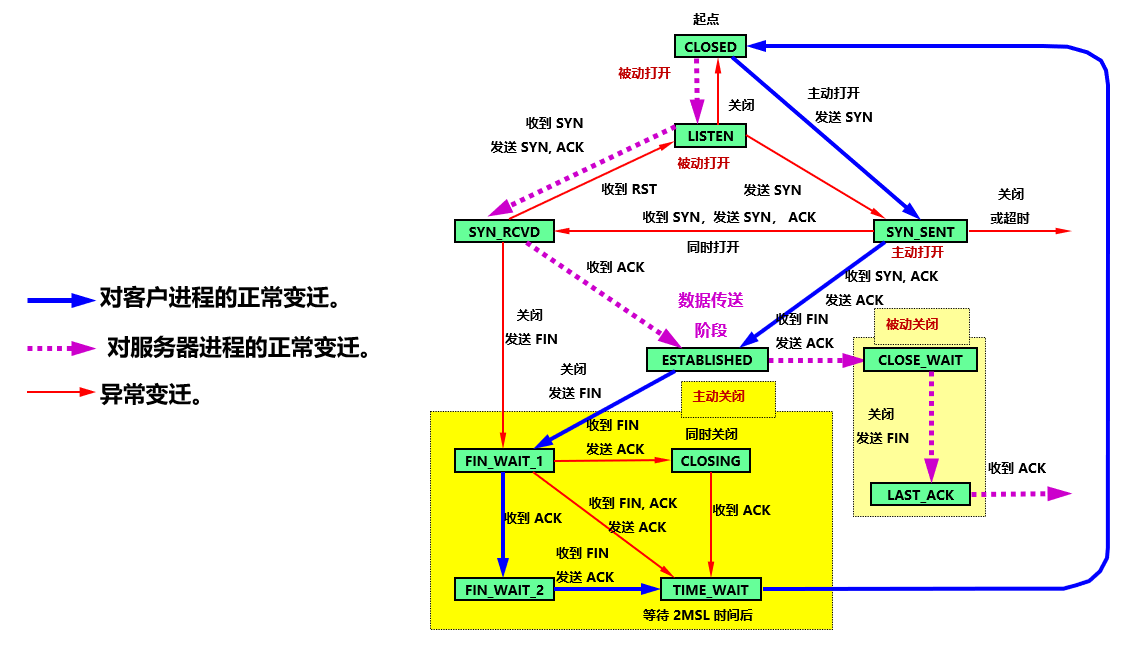 起点
CLOSED
被动打开
关闭
主动打开
发送 SYN
收到 SYN
发送 SYN, ACK
LISTEN
被动打开
收到 RST
发送 SYN
关闭
或超时
收到 SYN，发送 SYN， ACK
SYN_RCVD
SYN_SENT
同时打开
主动打开
收到 ACK
收到 SYN, ACK
发送 ACK
对客户进程的正常变迁。
数据传送
阶段
关闭
发送 FIN
收到 FIN
发送 ACK
被动关闭
对服务器进程的正常变迁。
ESTABLISHED
CLOSE_WAIT
关闭
发送 FIN
异常变迁。
主动关闭
关闭
发送 FIN
收到 FIN
发送 ACK
同时关闭
FIN_WAIT_1
CLOSING
收到 ACK
LAST_ACK
收到 ACK
收到 FIN, ACK
发送 ACK
收到 ACK
收到 FIN
发送 ACK
FIN_WAIT_2
TIME_WAIT
等待 2MSL 时间后